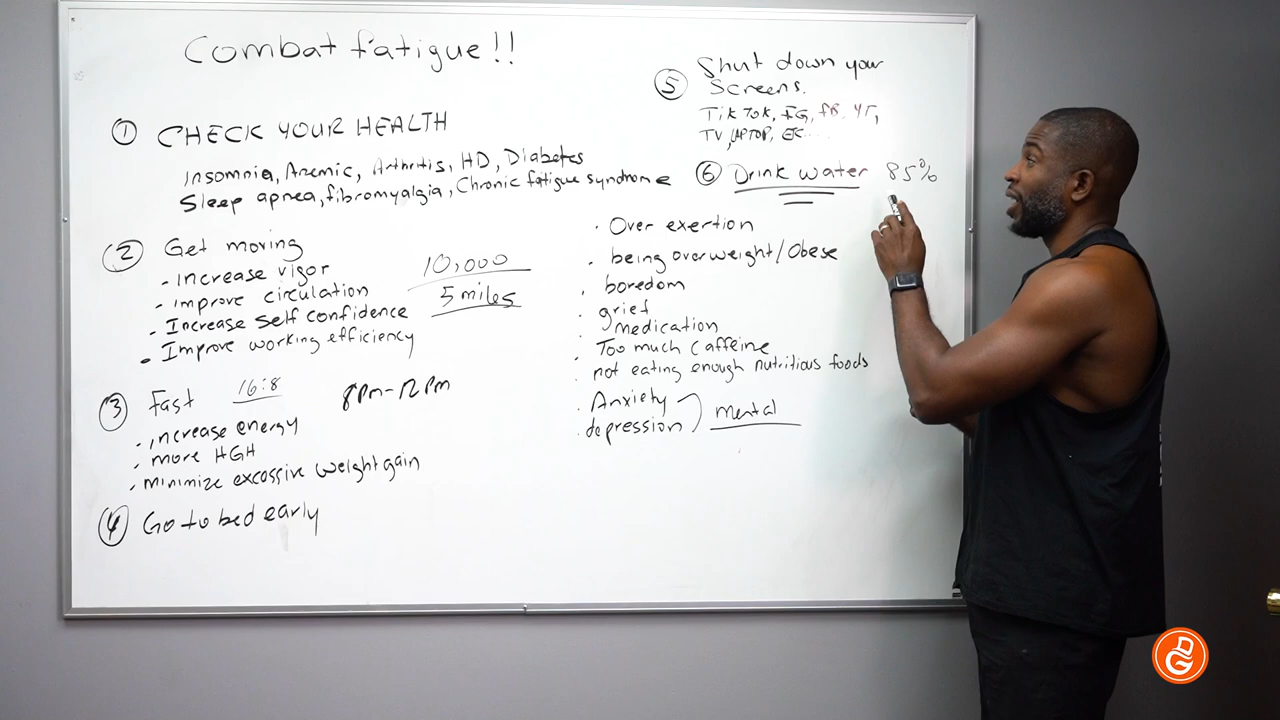 Combat fatigue!!
① CHECK YOUR HEALTH
Insomnia, Anemic, Arthritis, HD, Diabetes
Sleep apnea, fibromyalgia, Chronic fatigue syndrome
② Get moving
· Increase vigor
· improve circulation
· Increase self confidence
· Improve working efficiency
10,000
5 miles
③ Fast 16:8 8pm-12pm
· increase energy
· more HGH
· minimize excossive weight gain
④ Go to bed early
⑤ Shut down your
Screens.
Tik Tok, IG, FB, YT,
TV, LAPTOP, Etc....
⑥ Drink water 85%
· Over exertion
· being overweight/Obese
· boredom
· grief
· medication
· Too much Caffeine
· not eating enough nutritious foods
· Anxiety
· depression
mental
DG